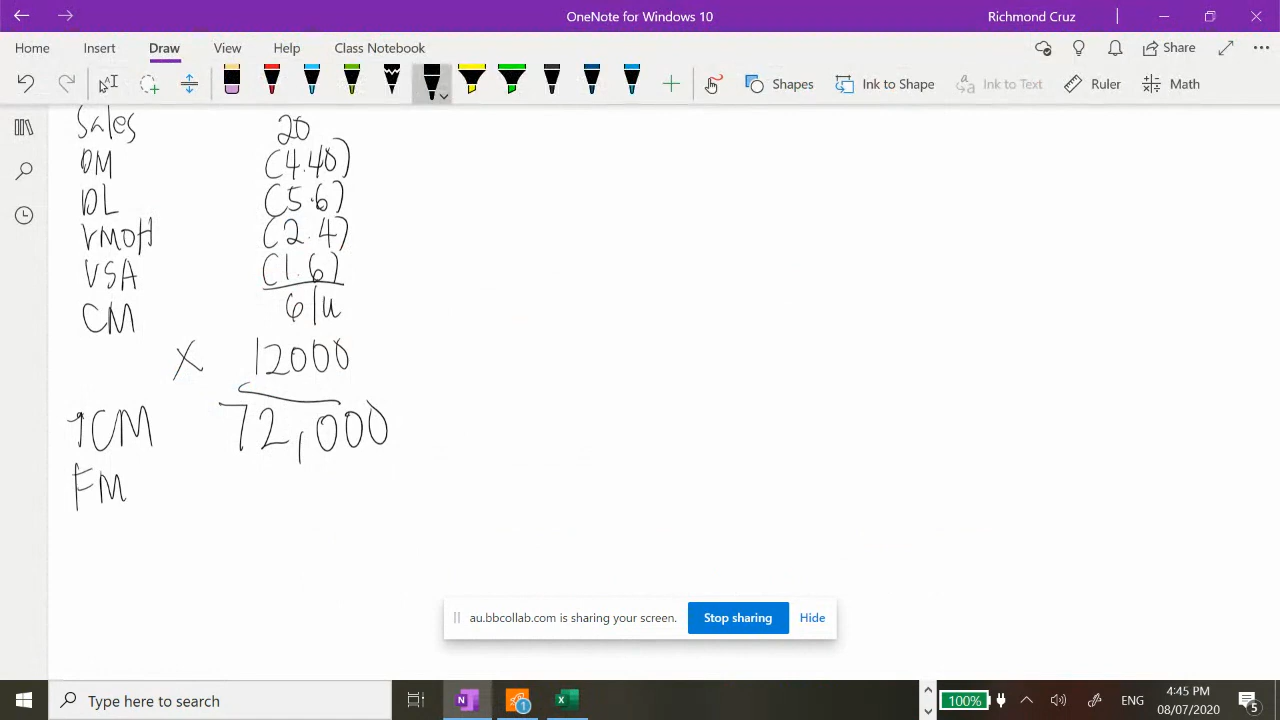 OneNote for Windows 10 Richmond Cruz
Home Insert Draw View Help Class Notebook Share
Shapes Ink to Shape Ink to Text Ruler Math
Sales 20
DM (4.40)
DL (5.6)
VMOH (2.4)
VSA (1.6)
CM 6/u
X 12000
TCM 72,000
FM
au.bbcollab.com is sharing your screen. Stop sharing Hide
Type here to search 1 100% ENG 4:45 PM
08/07/2020 5